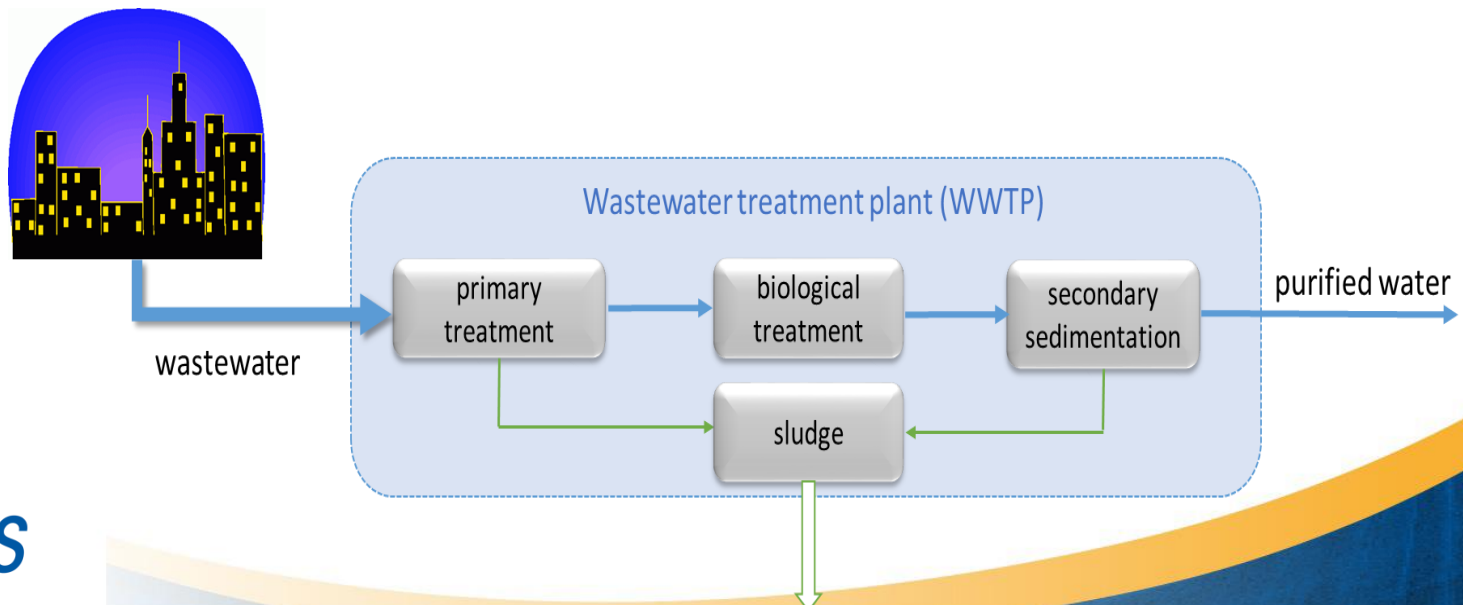 Wastewater treatment plant (WWTP)
primary
treatment
biological
treatment
secondary
sedimentation
purified water
wastewater
sludge
s